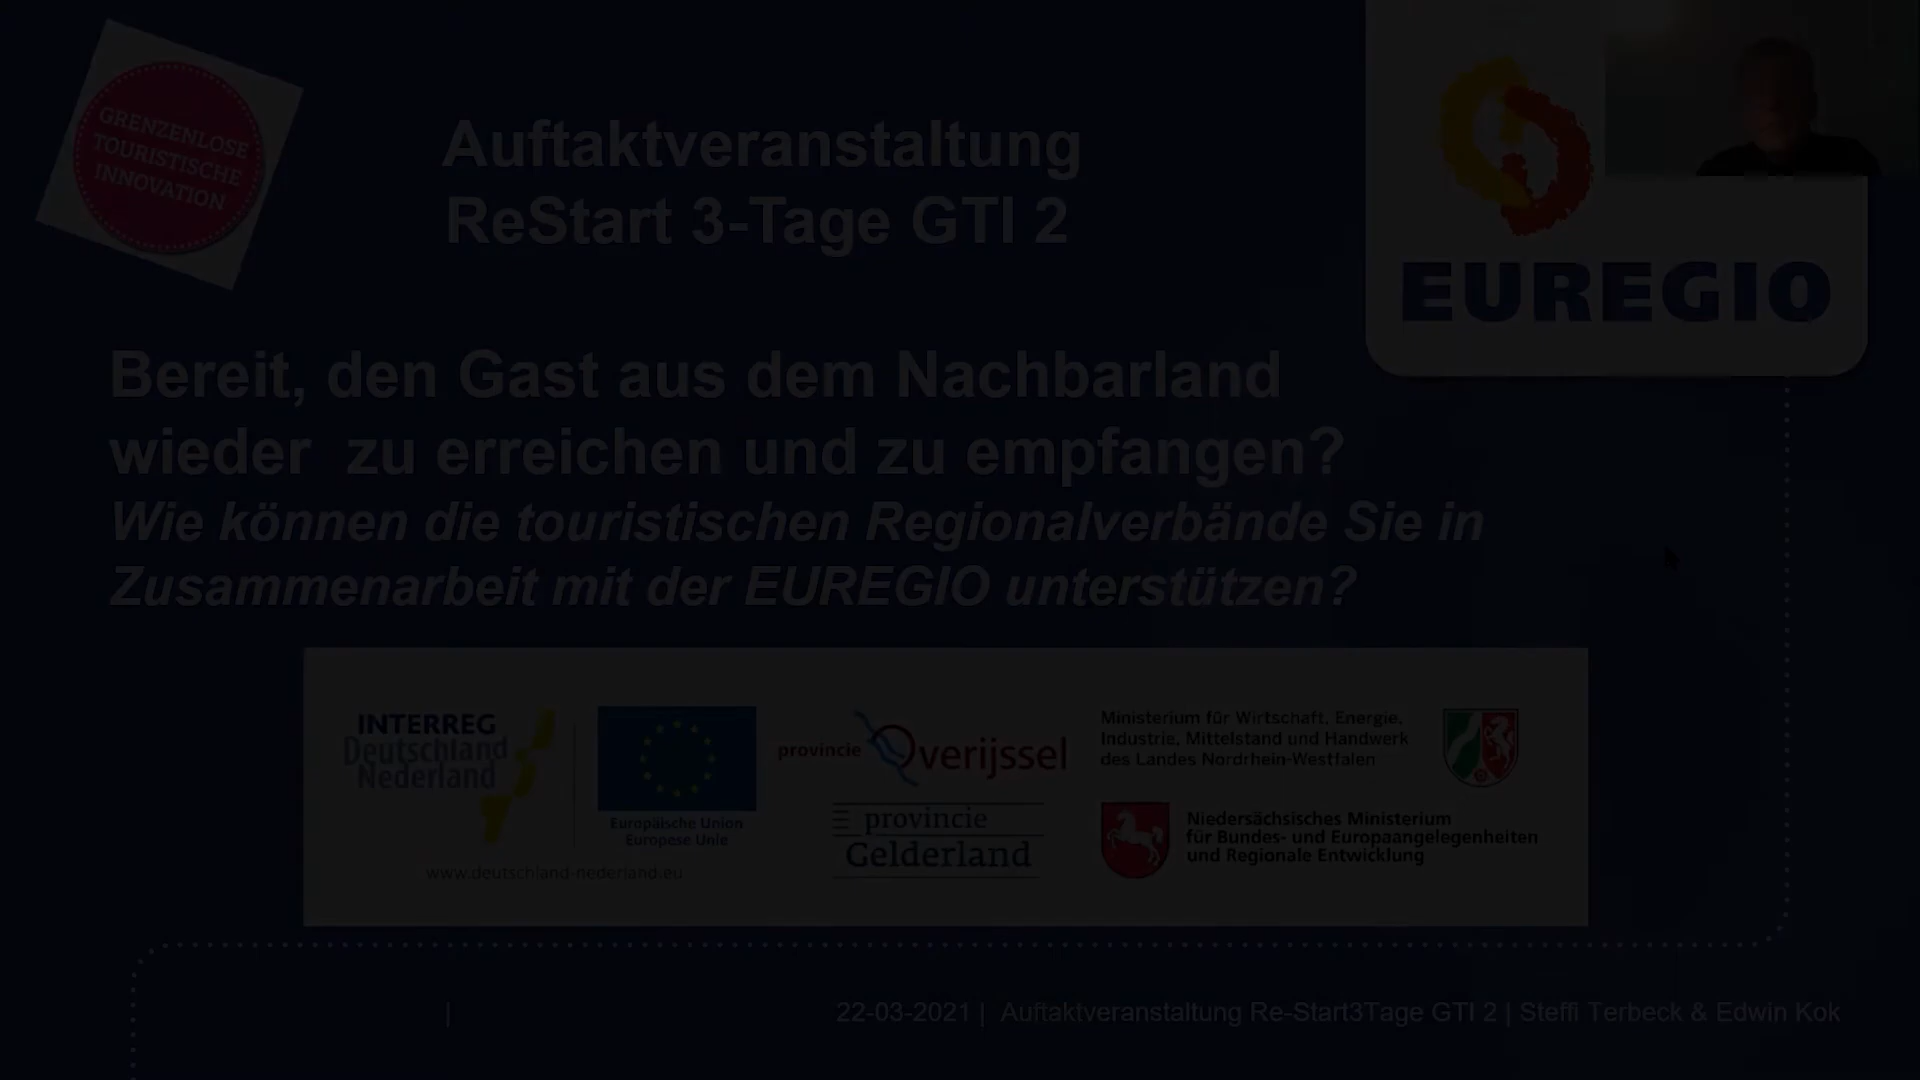 GRENZENLOSE
TOURISTISCHE
INNOVATION
Auftaktveranstaltung
ReStart 3-Tage GTI 2
EUREGIO
Bereit, den Gast aus dem Nachbarland
wieder zu erreichen und zu empfangen?
Wie können die touristischen Regionalverbände Sie in
Zusammenarbeit mit der EUREGIO unterstützen?
INTERREG
Deutschland
Nederland
Europäische Union
Europese Unie
www.deutschland-nederland.eu
provincie Overijssel
provincie
Gelderland
Ministerium für Wirtschaft, Energie,
Industrie, Mittelstand und Handwerk
des Landes Nordrhein-Westfalen
Niedersächsisches Ministerium
für Bundes- und Europaangelegenheiten
und Regionale Entwicklung
| 22-03-2021 | Auftaktveranstaltung Re-Start3Tage GTI 2 | Steffi Terbeck & Edwin Kok